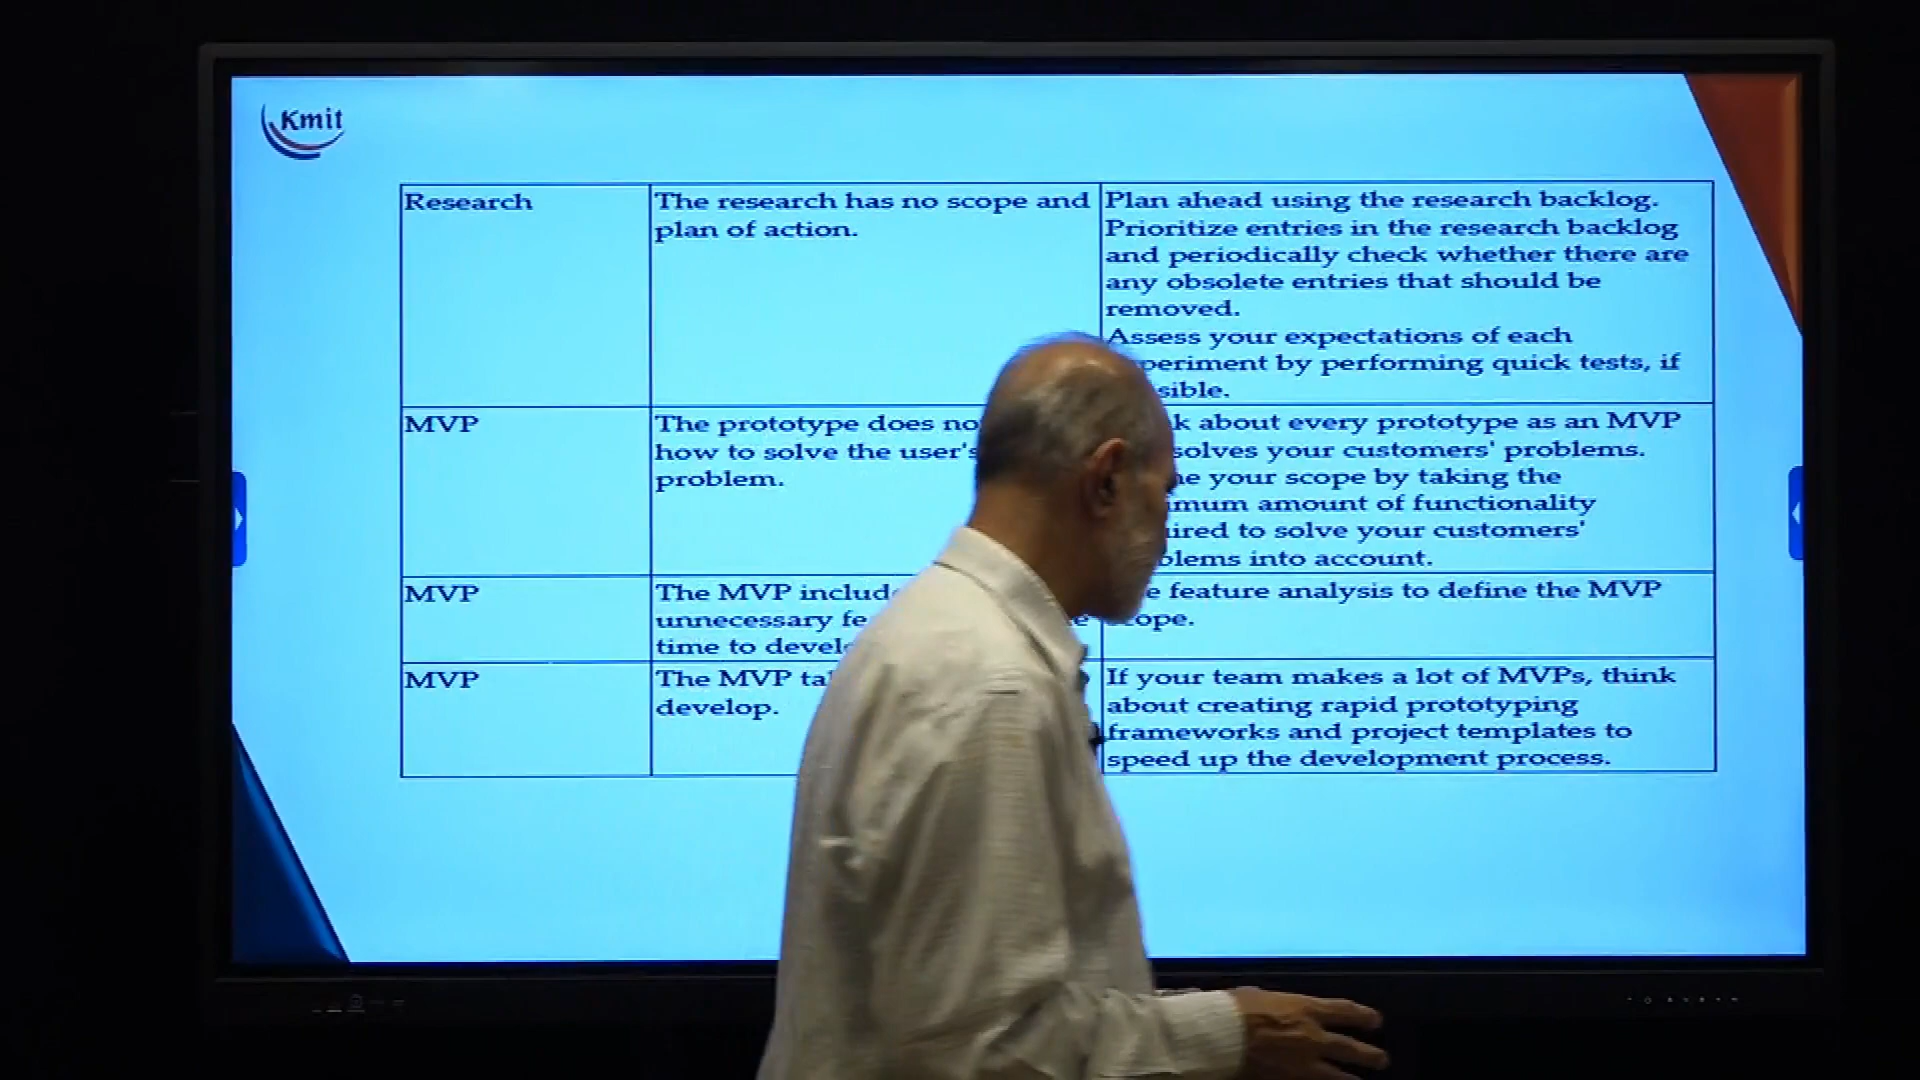 Kmit
Research
The research has no scope and
plan of action.
Plan ahead using the research backlog.
Prioritize entries in the research backlog
and periodically check whether there are
any obsolete entries that should be
removed.
Assess your expectations of each
by performing quick tests, if
MVP
The prototype does
how to solve the user's
problem.
about every prototype as an MVP
solves your customers' problems.
your scope by taking the
amount of functionality
to solve your customers'
into account.
MVP
The MVP
unnecessary
time to
feature analysis to define the MVP
MVP
The MVP
develop.
If your team makes a lot of MVPs, think
about creating rapid prototyping
frameworks and project templates to
speed up the development process.